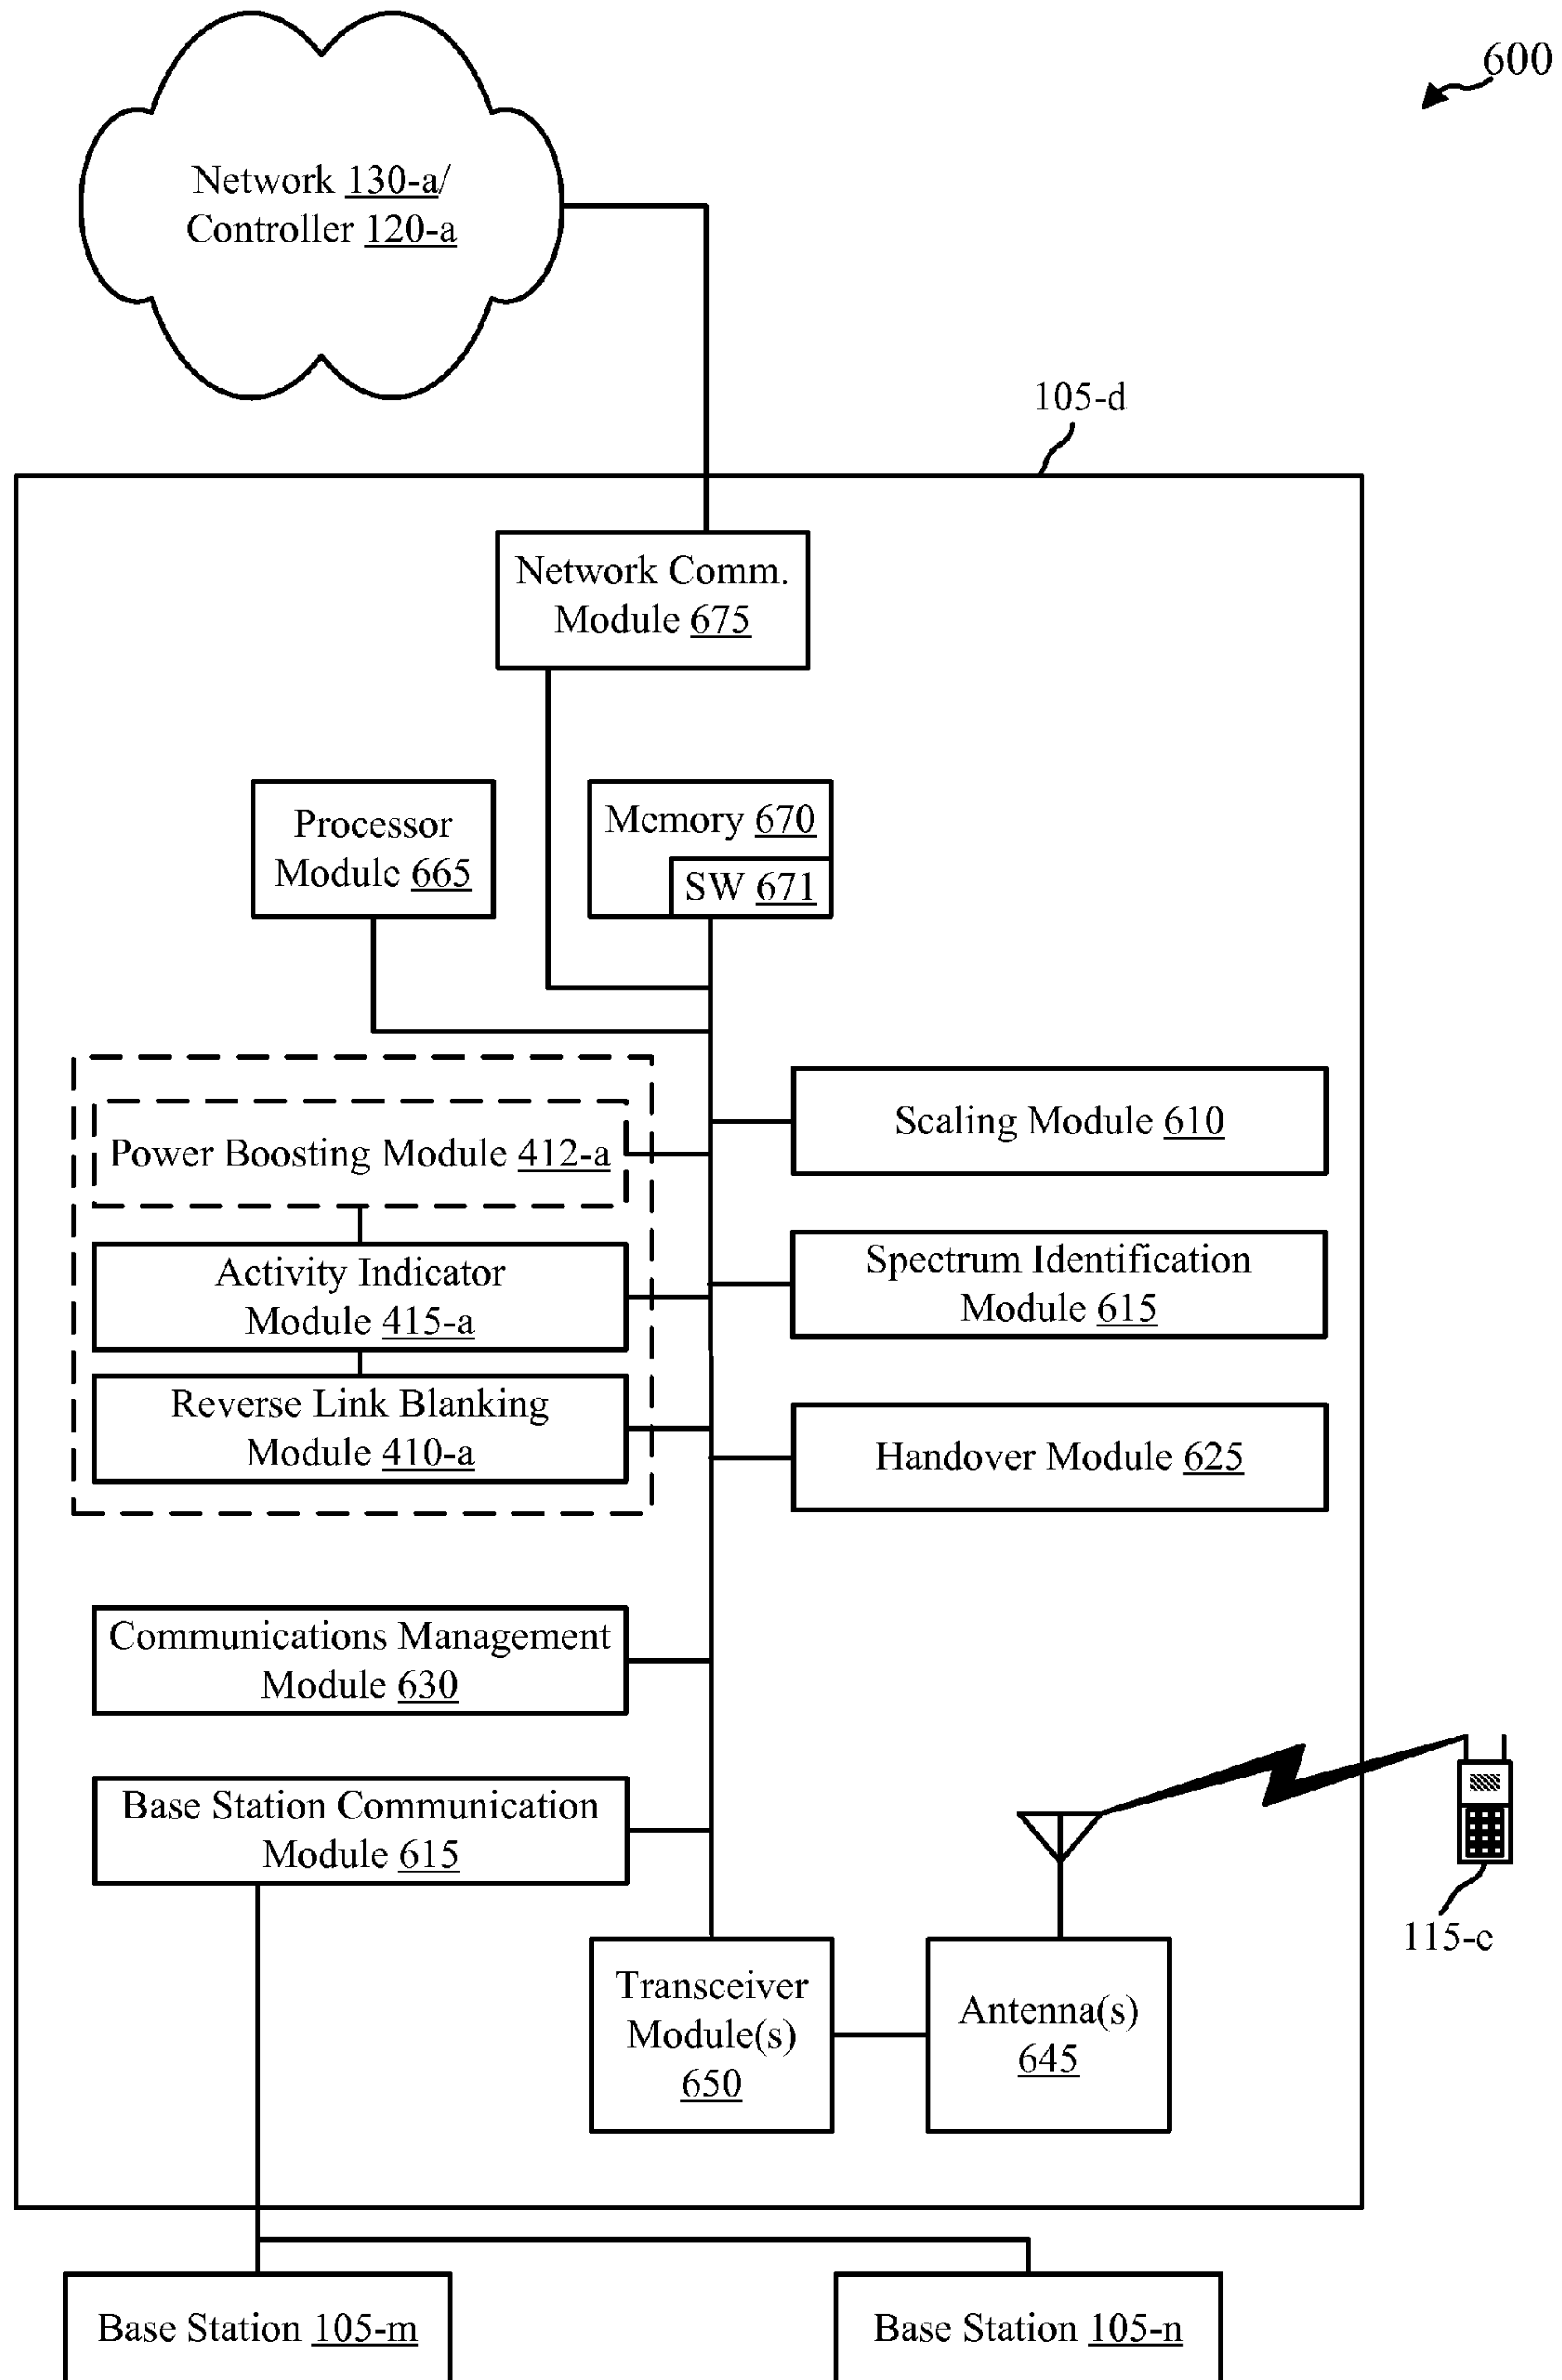 600
Network 130-a/
Controller 120-a
105-d
Network Comm.
Module 675
Processor
Module 665
Memory 670
SW 671
Power Boosting Module 412-a
Scaling Module 610
Activity Indicator
Module 415-a
Spectrum Identification
Module 615
Reverse Link Blanking
Module 410-a
Handover Module 625
Communications Management
Module 630
Base Station Communication
Module 615
115-c
Transceiver
Module(s)
650
Antenna(s)
645
Base Station 105-m
Base Station 105-n